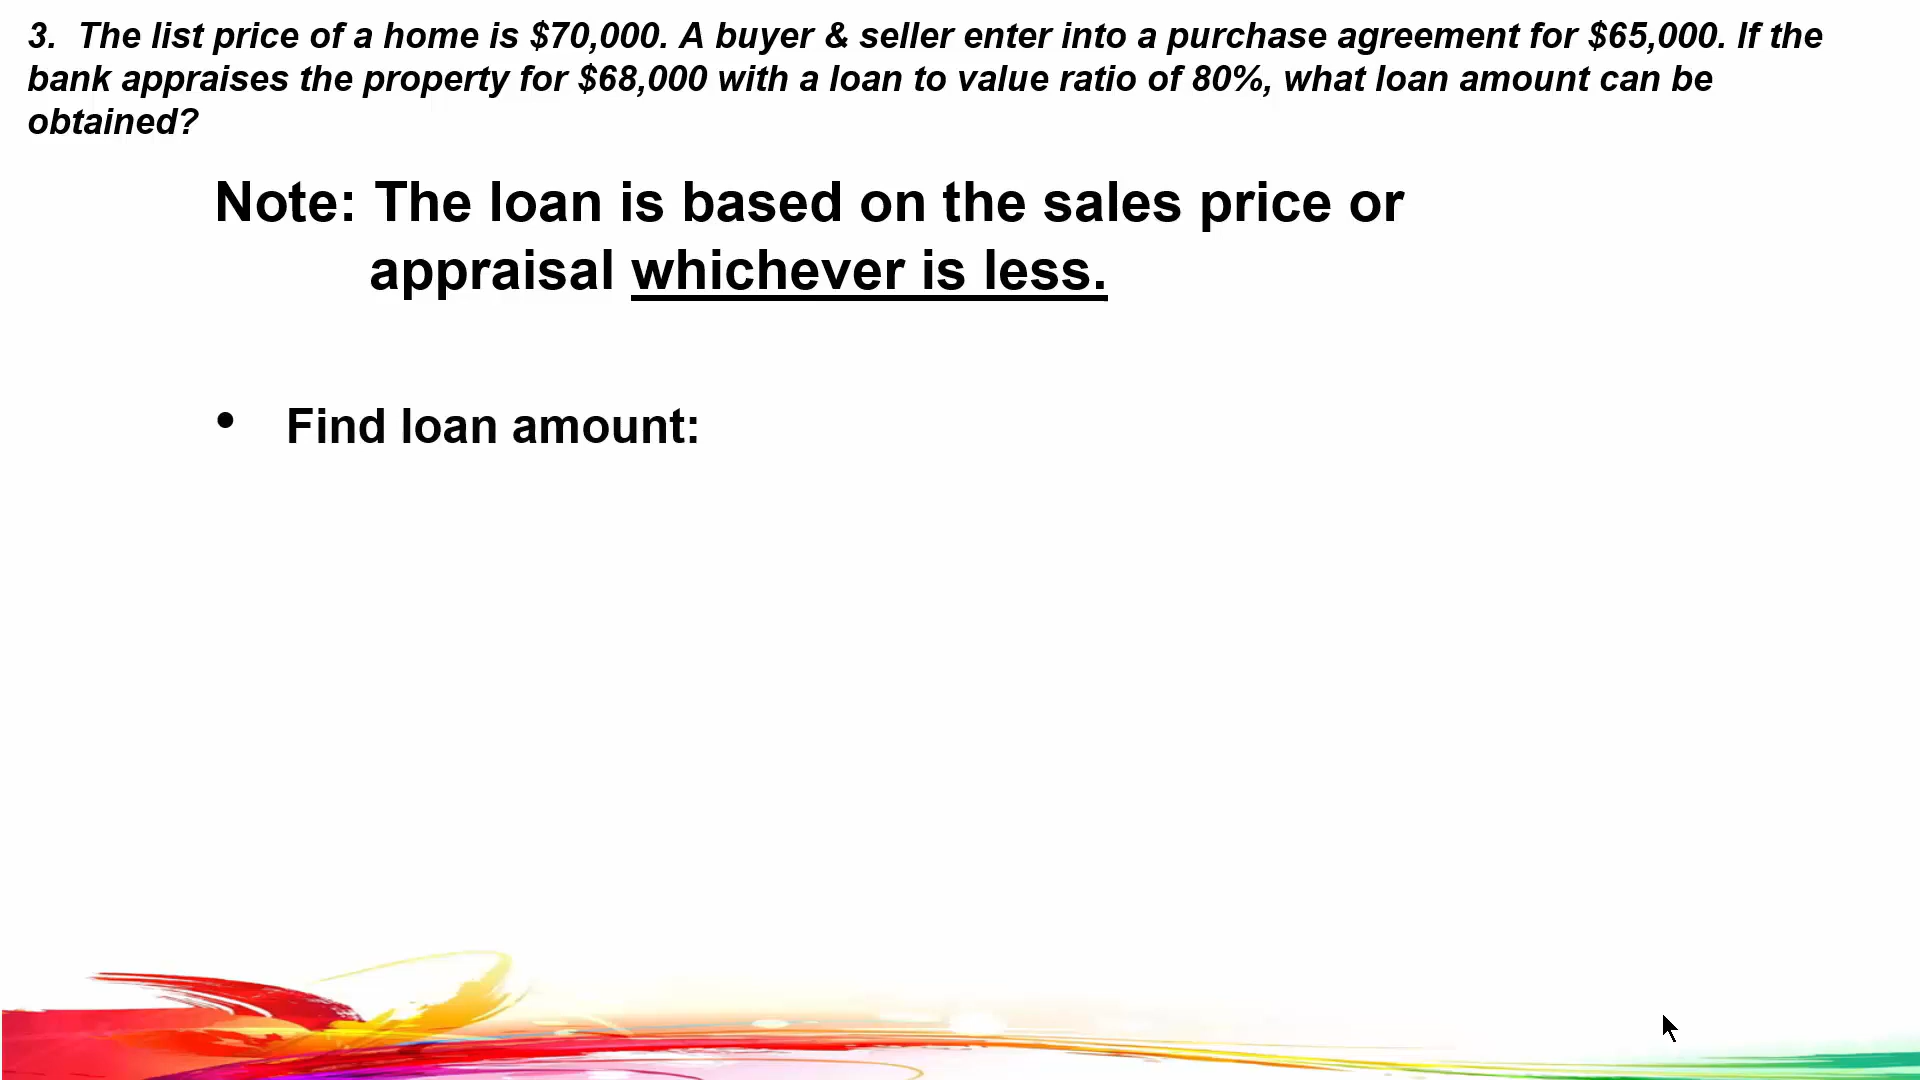 3. The list price of a home is $70,000. A buyer & seller enter into a purchase agreement for $65,000. If the
bank appraises the property for $68,000 with a loan to value ratio of 80%, what loan amount can be
obtained?
Note: The loan is based on the sales price or
appraisal whichever is less.
• Find loan amount: